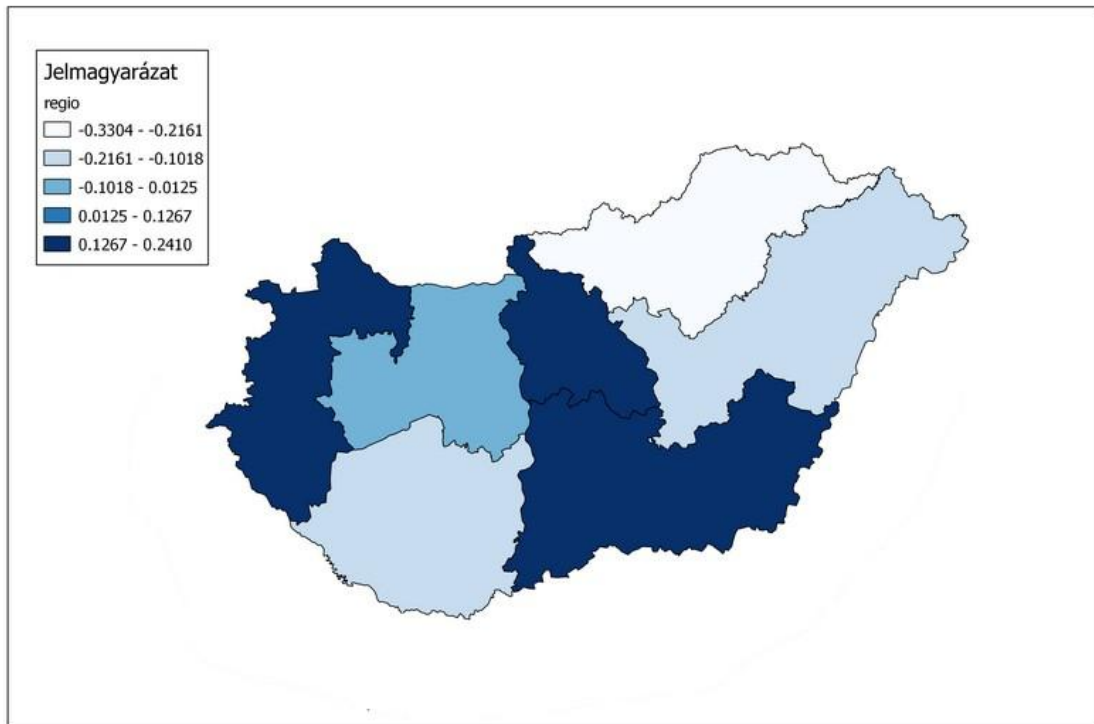 Jelmagyarázat
regio
-0.3304 - -0.2161
-0.2161 - -0.1018
-0.1018 - 0.0125
0.0125 - 0.1267
0.1267 - 0.2410